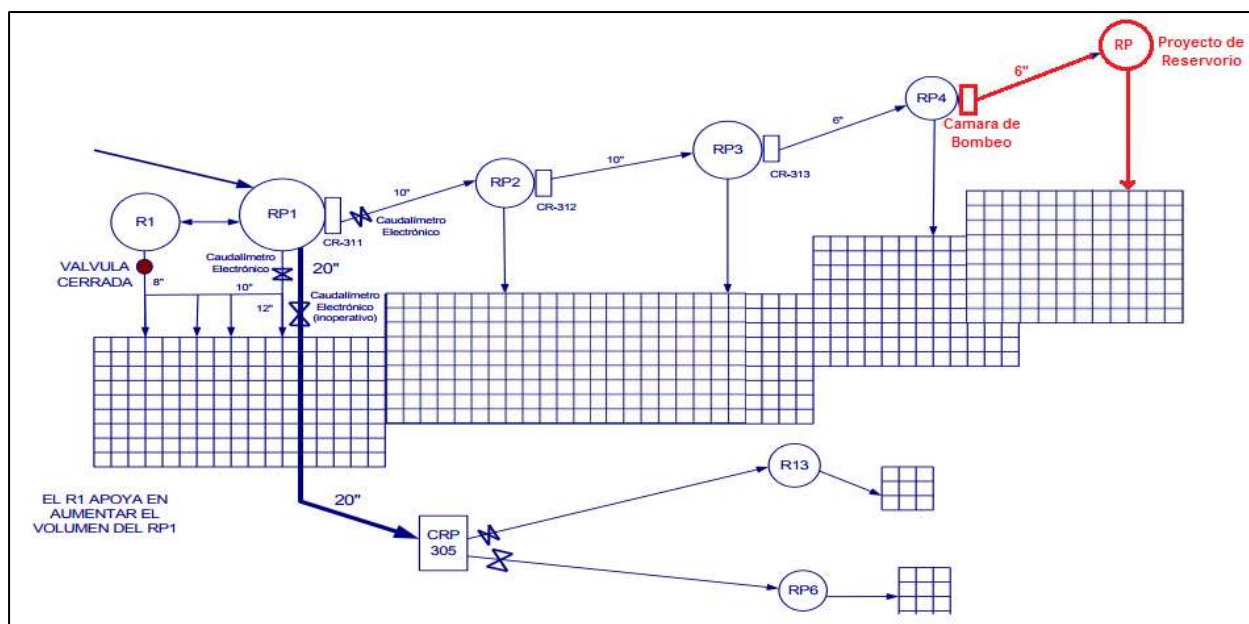 RP
Proyecto de
Reservorio
6"
RP4
Camara de
Bombeo
6"
RP3
CR-313
10"
RP2
CR-312
10"
Caudalímetro
Electrónico
R1
RP1
CR-311
VALVULA
CERRADA
8"
Caudalímetro
Electrónico
20"
10"
12"
Caudalímetro
Electrónico
(inoperativo)
EL R1 APOYA EN
AUMENTAR EL
VOLUMEN DEL RP1
20"
CRP
305
R13
RP6